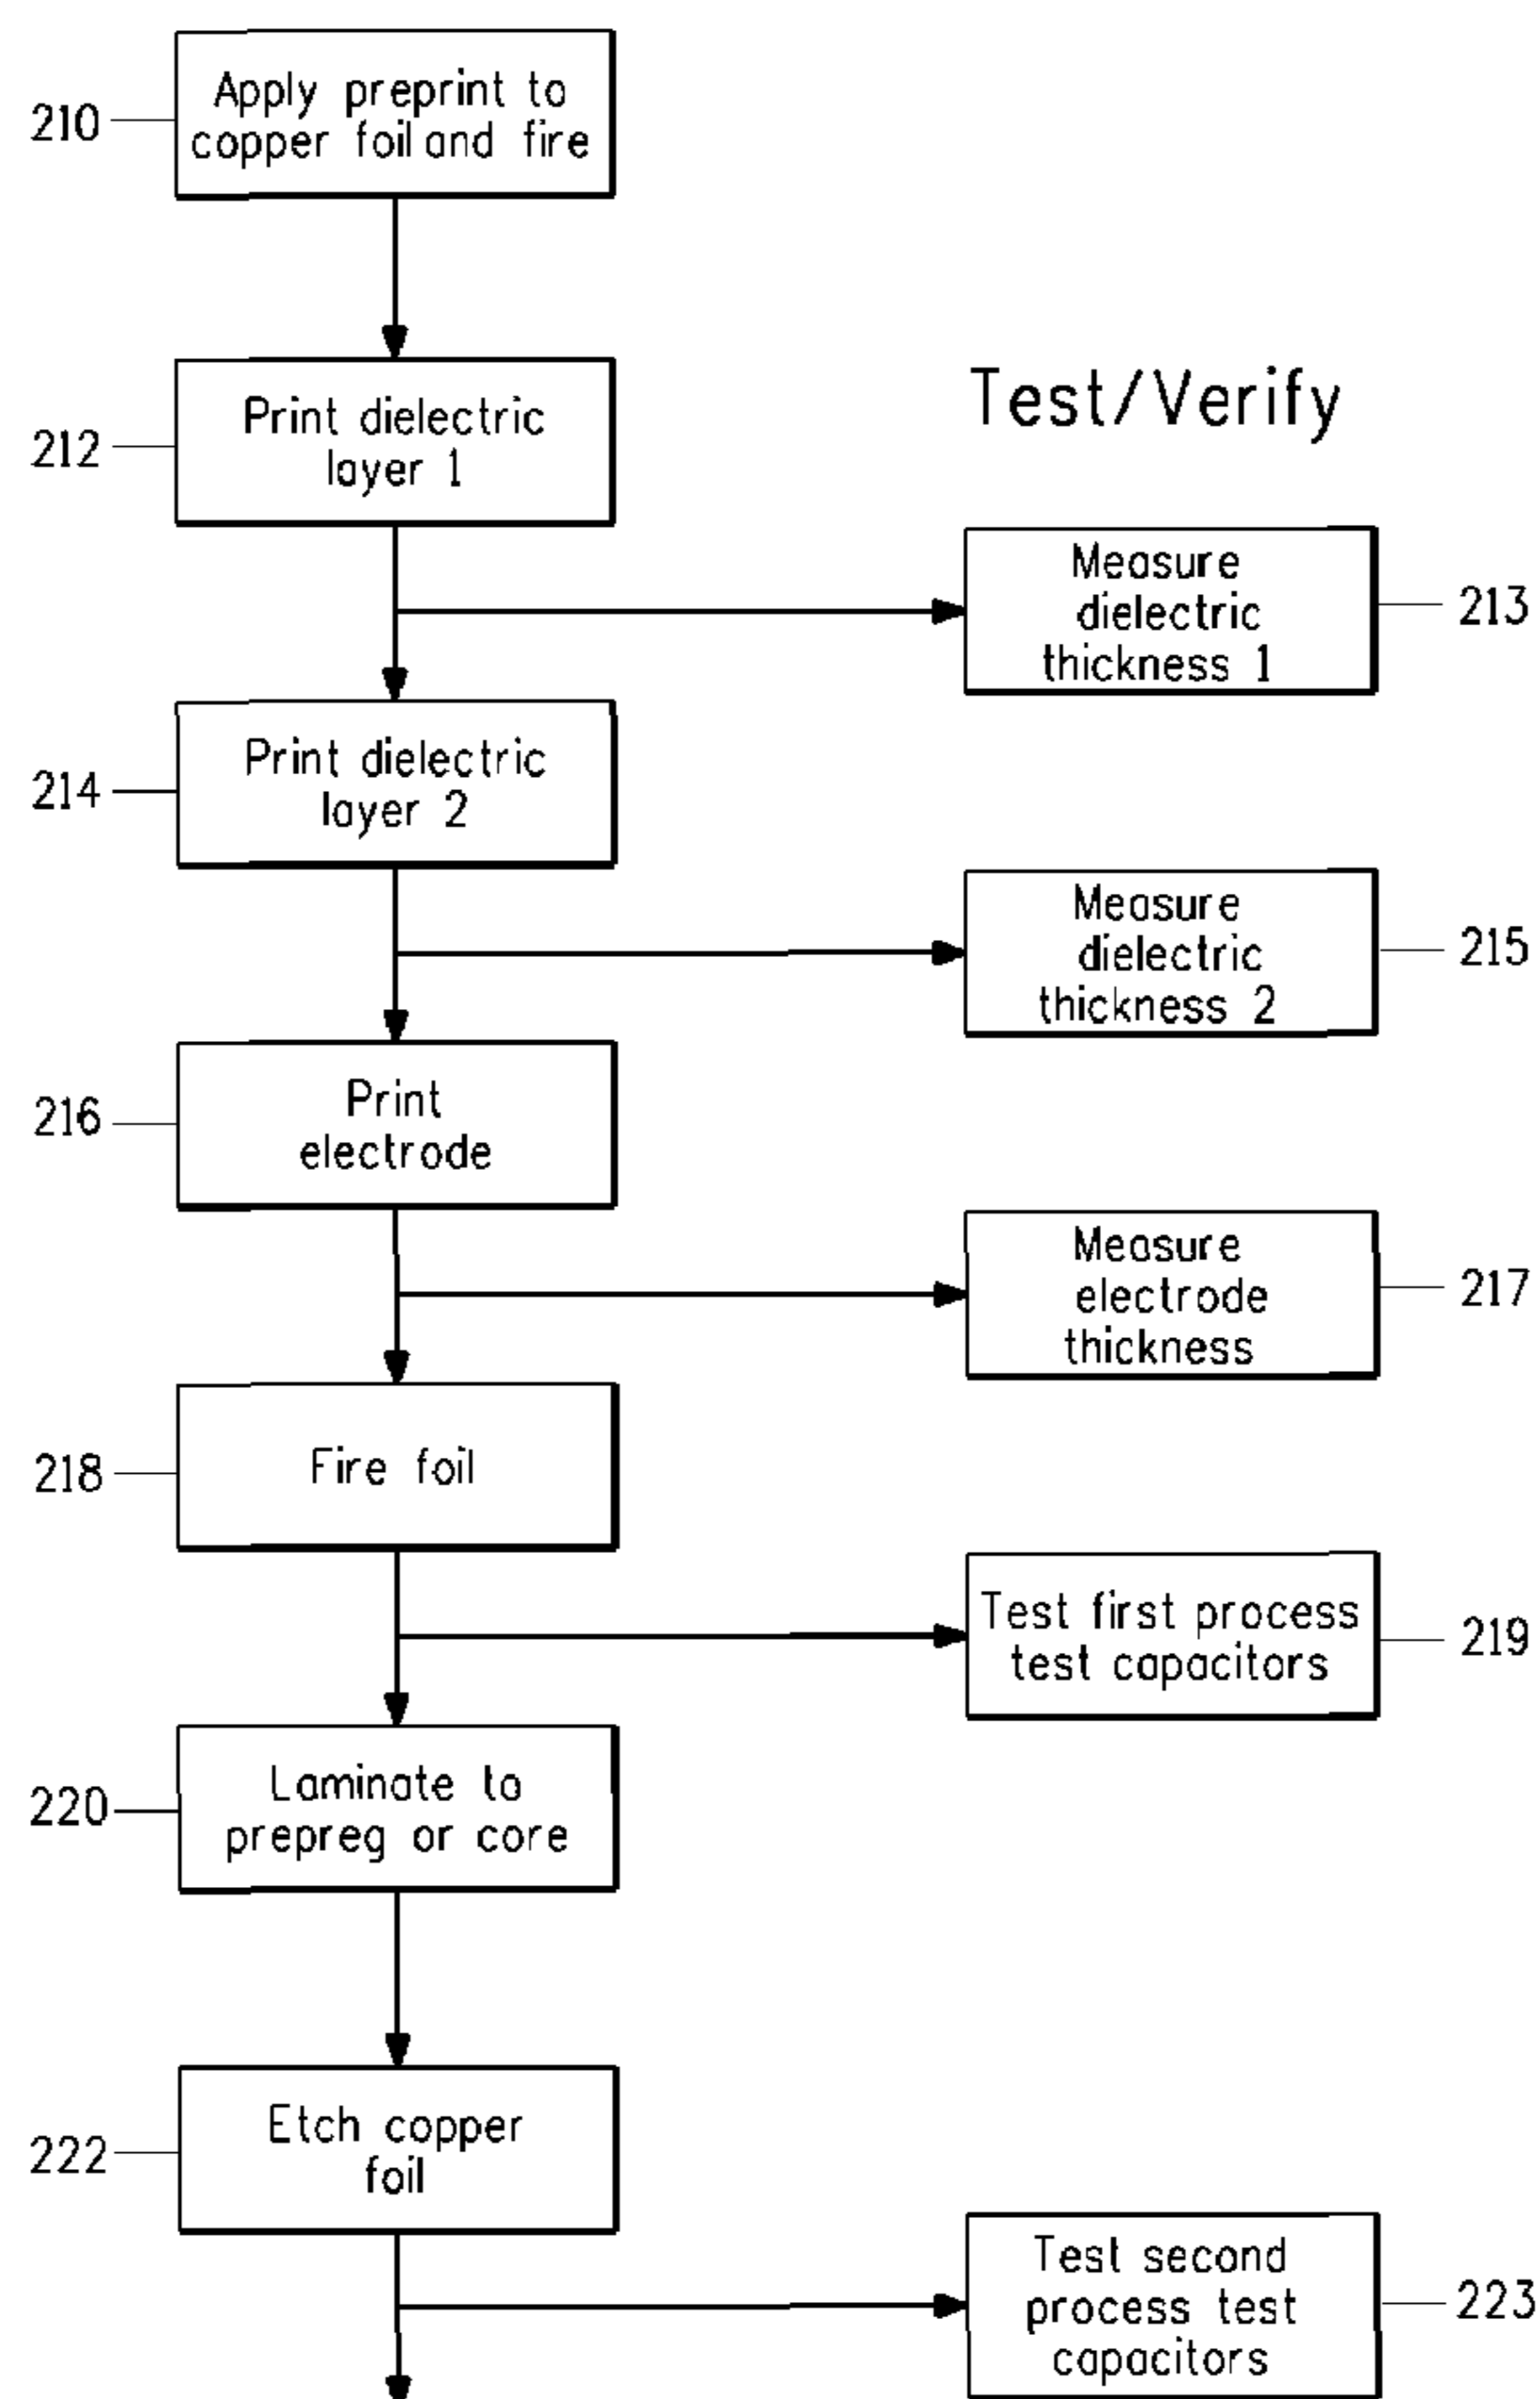 210
Apply preprint to
copper foil and fire
212
Print dielectric
layer 1
Test/Verify
Measure
dielectric
thickness 1
213
214
Print dielectric
layer 2
Measure
dielectric
thickness 2
215
216
Print
electrode
Measure
electrode
thickness
217
218
Fire foil
Test first process
test capacitors
219
220
Laminate to
prepreg or core
222
Etch copper
foil
Test second
process test
capacitors
223